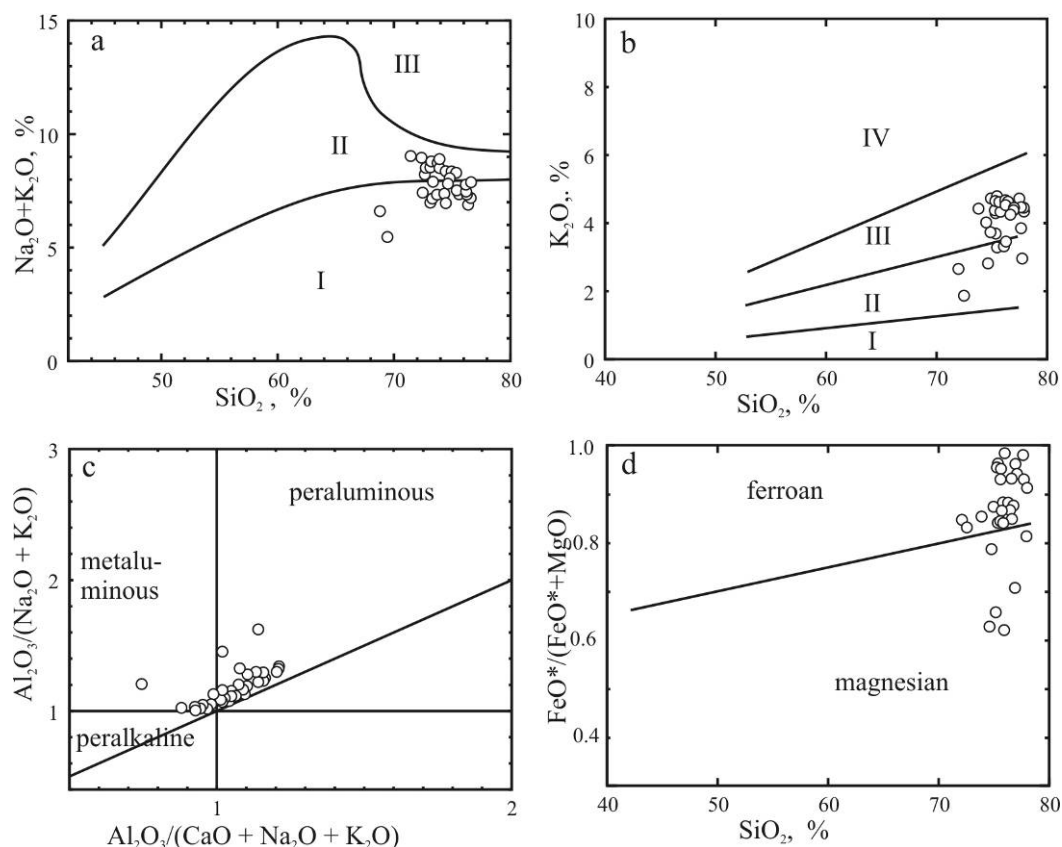 a
III
II
I
Na₂O+K₂O, %
15
10
5
0
50
60
70
80
SiO₂ , %
b
IV
III
II
I
K₂O,. %
10
8
6
4
2
0
40
50
60
70
80
SiO₂, %
c
peraluminous
metalu-
minous
peralkaline
Al₂O₃/(Na₂O + K₂O)
3
2
1
1
2
Al₂O₃/(CaO + Na₂O + K₂O)
d
ferroan
magnesian
FeO*/(FeO*+MgO)
1.0
0.8
0.6
0.4
40
50
60
70
80
SiO₂, %